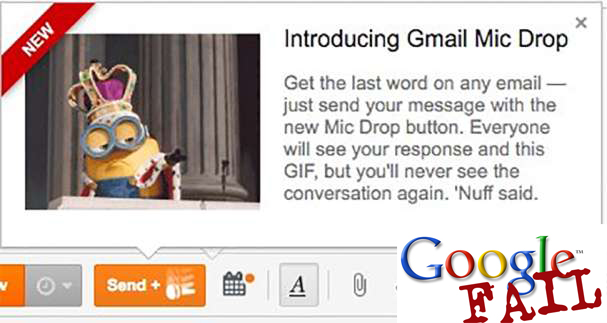 NEW
Introducing Gmail Mic Drop
Get the last word on any email —
just send your message with the
new Mic Drop button. Everyone
will see your response and this
GIF, but you'll never see the
conversation again. 'Nuff said.
w
Send +
A
Google™
FAIL